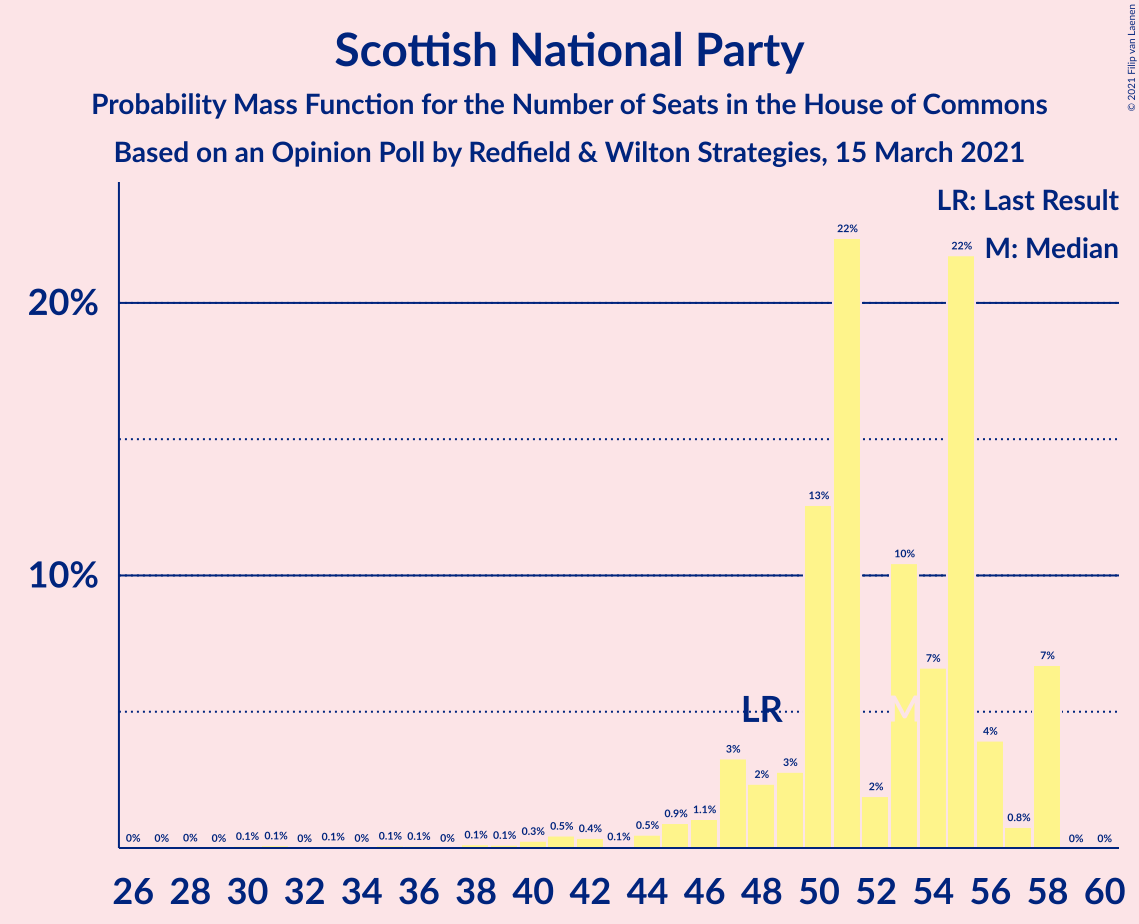 Scottish National Party
Probability Mass Function for the Number of Seats in the House of Commons
Based on an Opinion Poll by Redfield & Wilton Strategies, 15 March 2021
© 2021 Filip van Laenen
LR: Last Result
M: Median
20%
10%
22%
22%
13%
10%
7%
7%
LR
M
3%
2%
3%
2%
4%
0.8%
0% 0% 0% 0% 0.1% 0.1% 0% 0.1% 0% 0.1% 0.1% 0% 0.1% 0.1% 0.3% 0.5% 0.4% 0.1% 0.5% 0.9% 1.1% 0% 0%
26 28 30 32 34 36 38 40 42 44 46 48 50 52 54 56 58 60